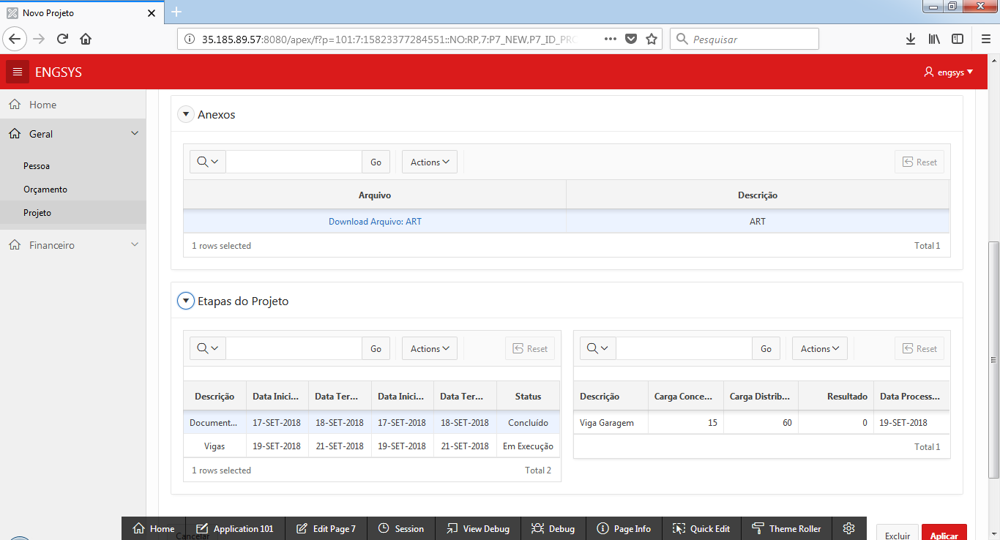 Novo Projeto
35.185.89.57:8080/apex/f?p=101:7:15823377284551::NO:RP,7:P7_NEW,P7_ID_PRO
Pesquisar
ENGSYS
engsys
Home
Geral
Pessoa
Orçamento
Projeto
Financeiro
Anexos
Go Actions Reset
Arquivo Descrição
Download Arquivo: ART ART
1 rows selected Total 1
Etapas do Projeto
Go Actions Reset
Descrição Data Inici... Data Ter... Data Inici... Data Ter... Status
Document... 17-SET-2018 18-SET-2018 17-SET-2018 18-SET-2018 Concluído
Vigas 19-SET-2018 21-SET-2018 19-SET-2018 21-SET-2018 Em Execução
1 rows selected Total 2
Go Actions Reset
Descrição Carga Conce... Carga Distrib... Resultado Data Process...
Viga Garagem 15 60 0 19-SET-2018
Total 1
Home Application 101 Edit Page 7 Session View Debug Debug Page Info Quick Edit Theme Roller
Cancelar Excluir Aplicar